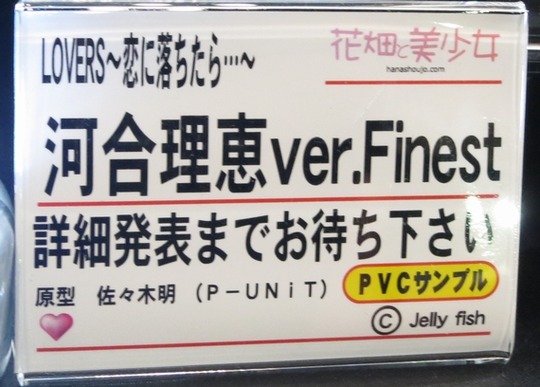 LOVERS～恋に落ちたら…～
花畑と美少女
hanashoujo.com
河合理恵ver.Finest
詳細発表までお待ち下さい
原型 佐々木明 （P－UNiT）
PVCサンプル
© Jelly fish